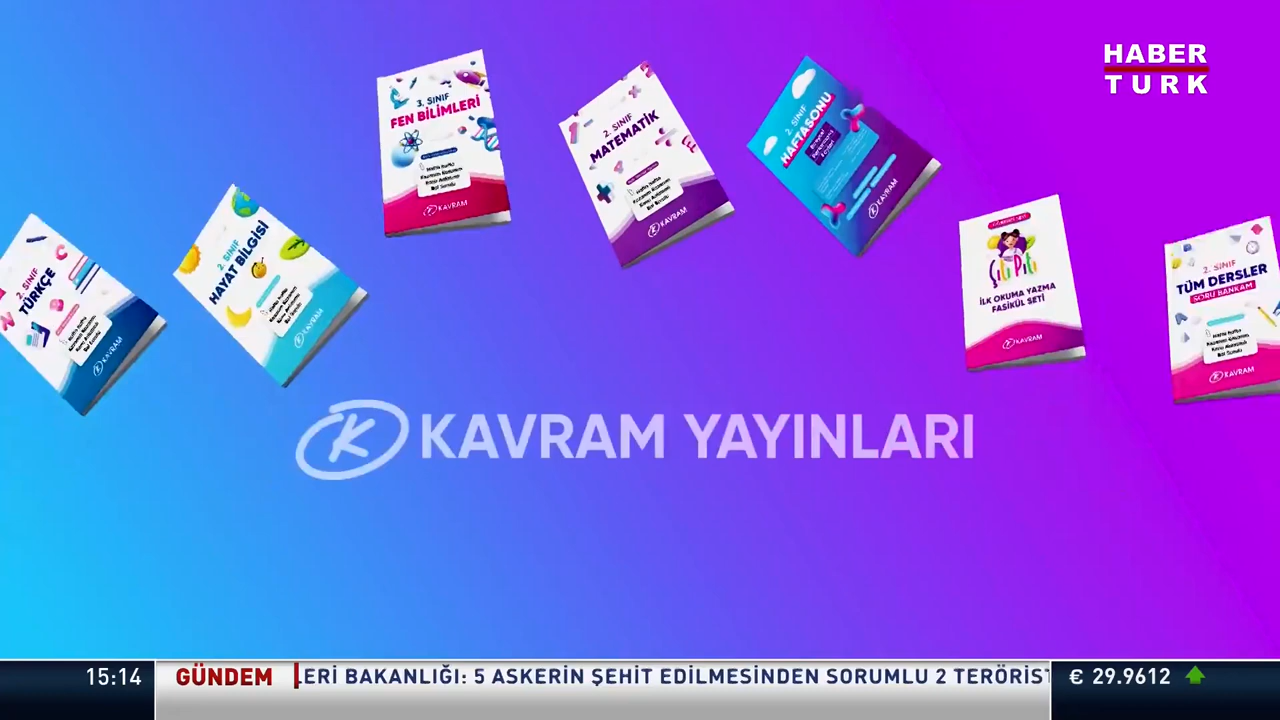 HABER
TURK
3. SINIF
FEN BİLİMLERİ
KAVRAM
2. SINIF
MATEMATİK
KAVRAM
2. SINIF
HAFTASONU
KAVRAM
2. SINIF
TÜRKÇE
KAVRAM
2. SINIF
HAYAT BİLGİSİ
KAVRAM
Çıtı Pıtı
İLK OKUMA YAZMA
FASİKÜL SETİ
KAVRAM
2. SINIF
TÜM DERSLER
SORU BANKAM
KAVRAM
K KAVRAM YAYINLARI
15:14 GÜNDEM LERİ BAKANLIĞI: 5 ASKERİN ŞEHİT EDİLMESİNDEN SORUMLU 2 TERÖRİST € 29.9612